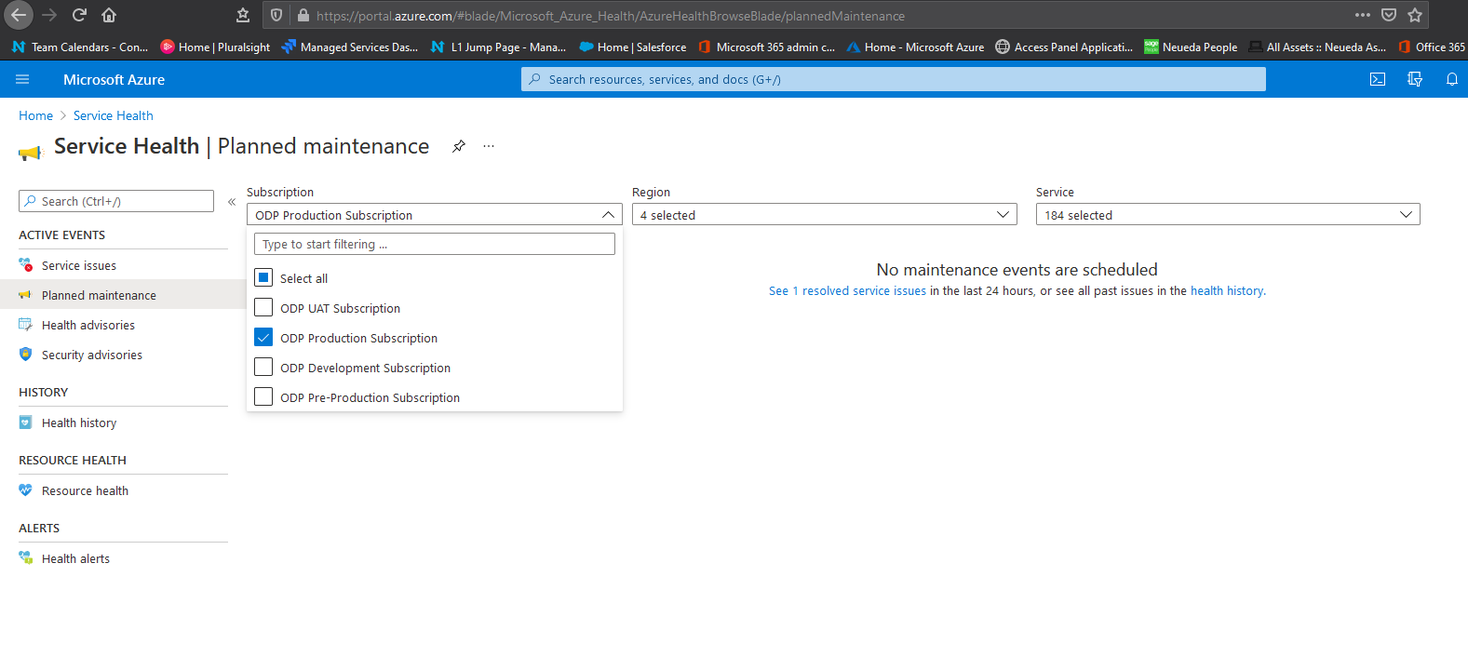 https://portal.azure.com/#blade/Microsoft_Azure_Health/AzureHealthBrowseBlade/plannedMaintenance
Team Calendars - Con... Home | Pluralsight Managed Services Das... L1 Jump Page - Mana... Home | Salesforce Microsoft 365 admin c... Home - Microsoft Azure Access Panel Applicati... Neueda People All Assets :: Neueda As... Office 365
Microsoft Azure
Search resources, services, and docs (G+/)
Home > Service Health
Service Health | Planned maintenance
Search (Ctrl+/)
«
ACTIVE EVENTS
Service issues
Planned maintenance
Health advisories
Security advisories
HISTORY
Health history
RESOURCE HEALTH
Resource health
ALERTS
Health alerts
Subscription
ODP Production Subscription
Type to start filtering ...
Select all
ODP UAT Subscription
ODP Production Subscription
ODP Development Subscription
ODP Pre-Production Subscription
Region
4 selected
Service
184 selected
No maintenance events are scheduled
See 1 resolved service issues in the last 24 hours, or see all past issues in the health history.